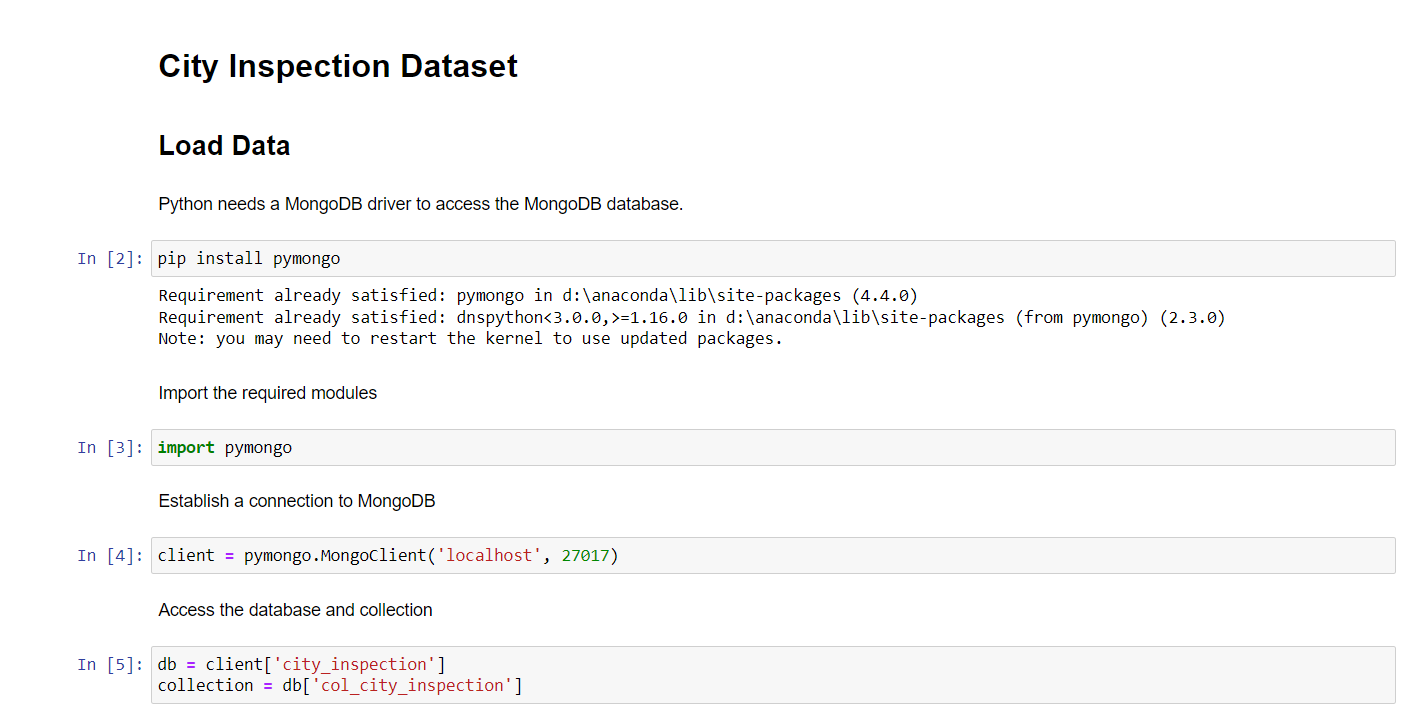 City Inspection Dataset
Load Data
Python needs a MongoDB driver to access the MongoDB database.
In [2]: pip install pymongo
Requirement already satisfied: pymongo in d:\anaconda\lib\site-packages (4.4.0)
Requirement already satisfied: dnspython<3.0.0,>=1.16.0 in d:\anaconda\lib\site-packages (from pymongo) (2.3.0)
Note: you may need to restart the kernel to use updated packages.
Import the required modules
In [3]: import pymongo
Establish a connection to MongoDB
In [4]: client = pymongo.MongoClient('localhost', 27017)
Access the database and collection
In [5]: db = client['city_inspection']
collection = db['col_city_inspection']